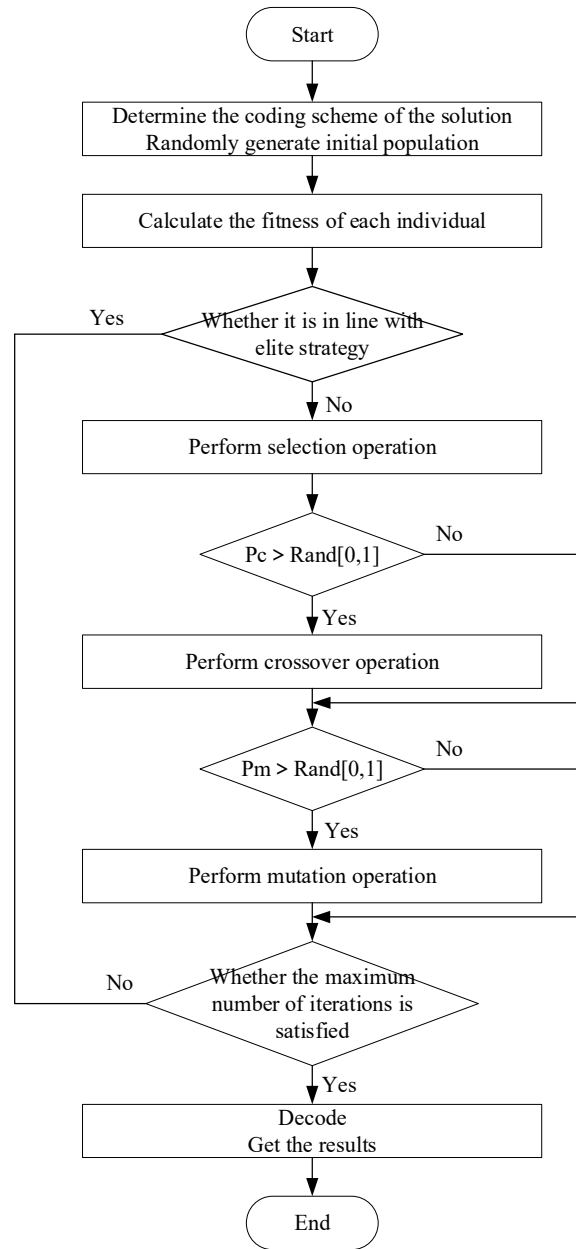 Start
Determine the coding scheme of the solution
Randomly generate initial population
Calculate the fitness of each individual
Yes
Whether it is in line with
elite strategy
No
Perform selection operation
Pc > Rand[0,1]
No
Yes
Perform crossover operation
Pm > Rand[0,1]
No
Yes
Perform mutation operation
No
Whether the maximum
number of iterations is
satisfied
Yes
Decode
Get the results
End